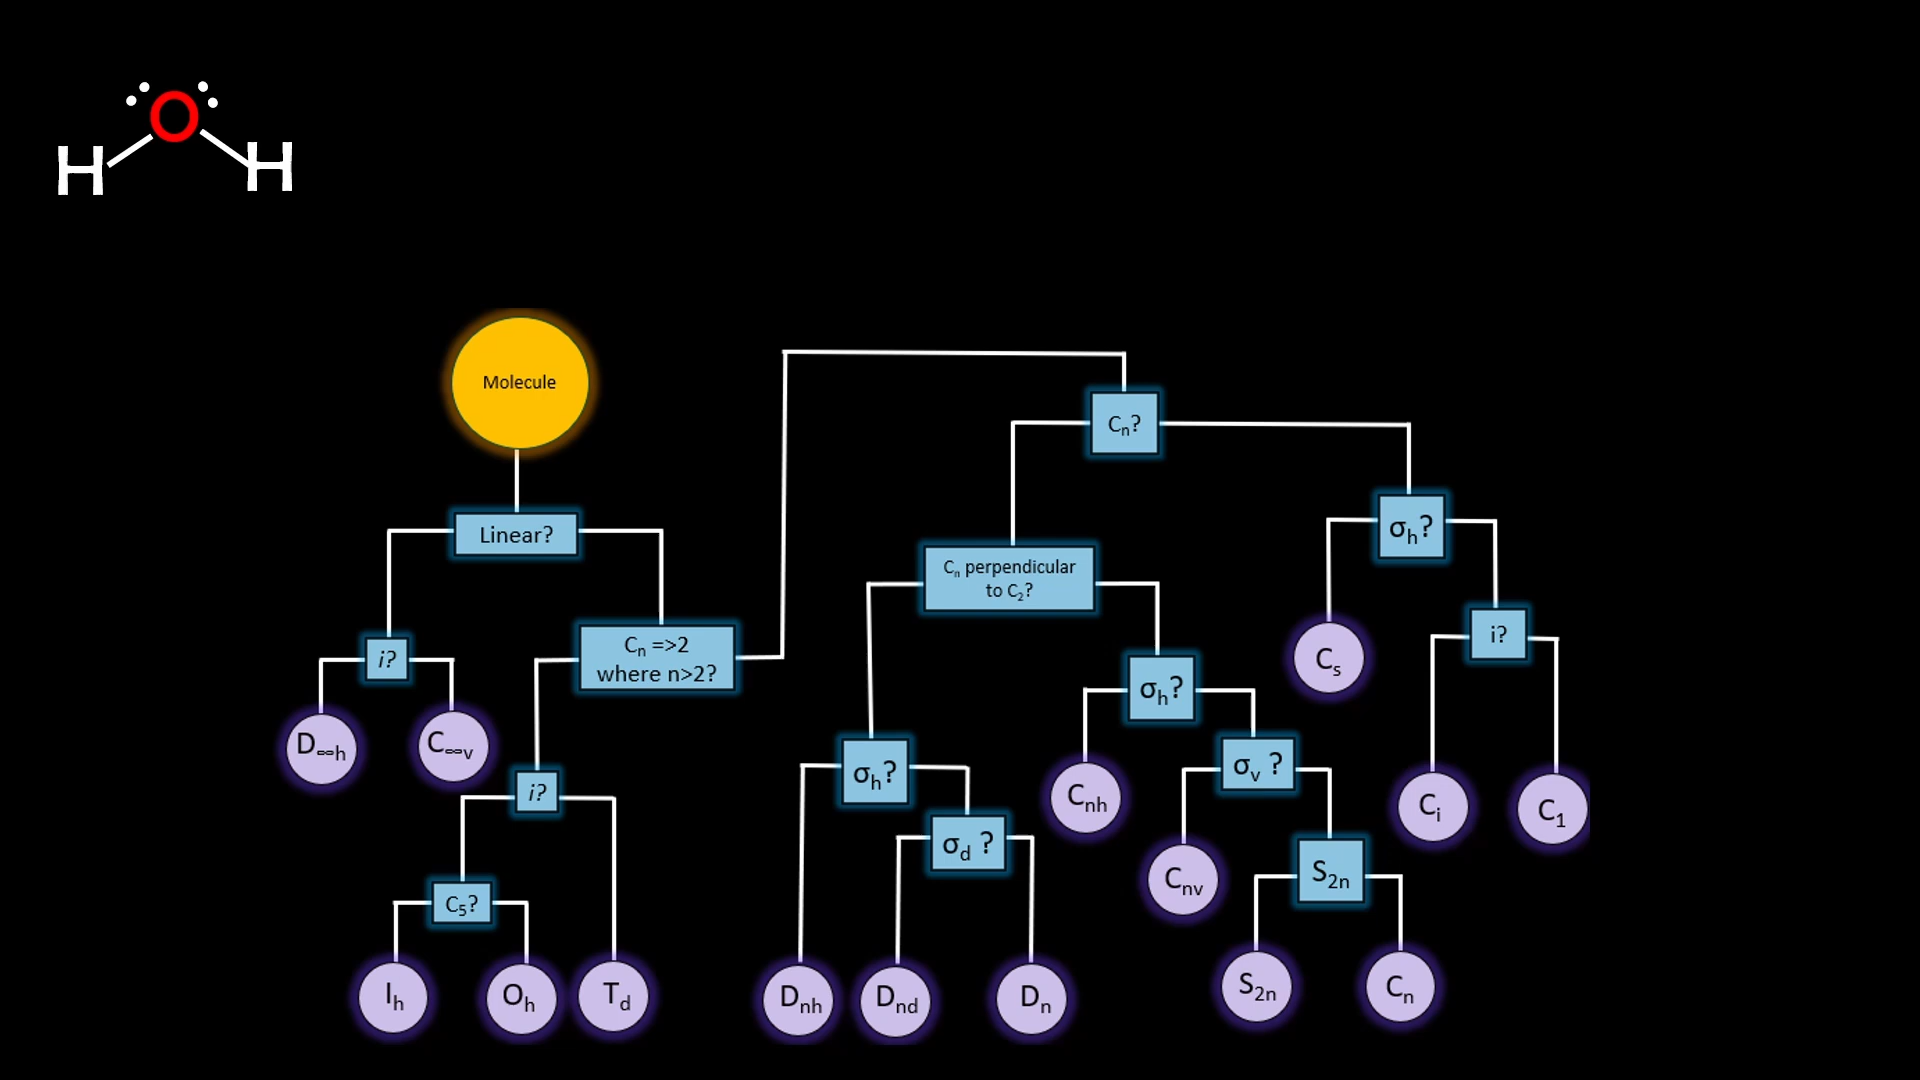 O
H H
Molecule
Cₙ?
Linear?
σₕ?
Cₙ perpendicular
to C₂?
Cₙ =>2
where n>2?
i?
i?
Cₛ
σₕ?
D∞h
C∞v
σᵥ ?
σₕ?
i?
Cₙₕ
Cᵢ
C₁
σd ?
Cₙᵥ
S₂ₙ
C₅?
Iₕ
Oₕ
Td
Dₙₕ
Dnd
Dₙ
S₂ₙ
Cₙ